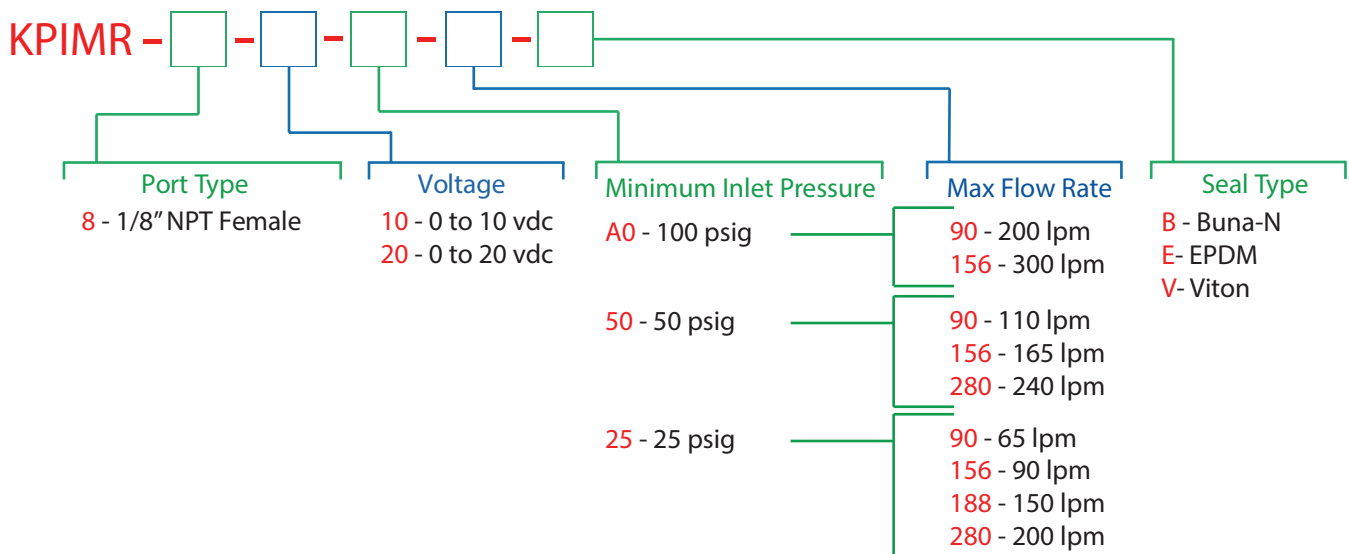 KPIMR - - - - -
Port Type
8 - 1/8” NPT Female
Voltage
10 - 0 to 10 vdc
20 - 0 to 20 vdc
Minimum Inlet Pressure
A0 - 100 psig
50 - 50 psig
25 - 25 psig
Max Flow Rate
90 - 200 lpm
156 - 300 lpm
90 - 110 lpm
156 - 165 lpm
280 - 240 lpm
90 - 65 lpm
156 - 90 lpm
188 - 150 lpm
280 - 200 lpm
Seal Type
B - Buna-N
E- EPDM
V- Viton